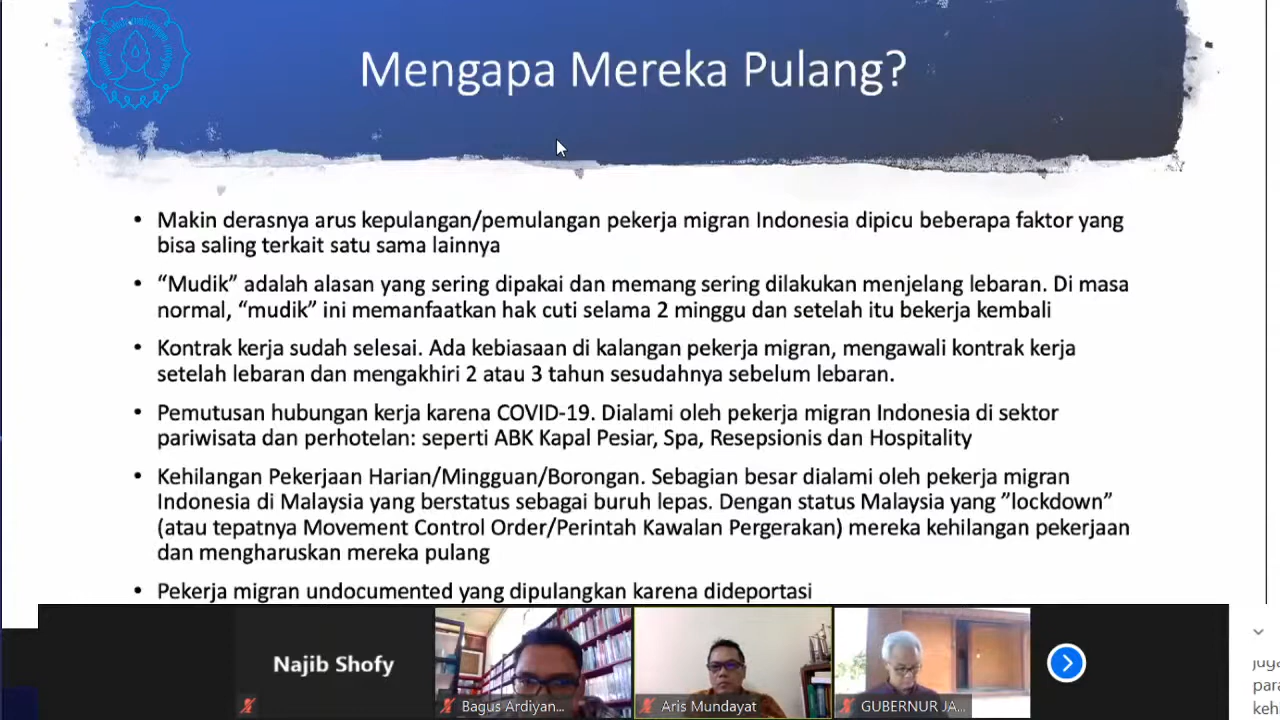 Mengapa Mereka Pulang?
• Makin derasnya arus kepulangan/pemulangan pekerja migran Indonesia dipicu beberapa faktor yang
bisa saling terkait satu sama lainnya
• “Mudik” adalah alasan yang sering dipakai dan memang sering dilakukan menjelang lebaran. Di masa
normal, “mudik” ini memanfaatkan hak cuti selama 2 minggu dan setelah itu bekerja kembali
• Kontrak kerja sudah selesai. Ada kebiasaan di kalangan pekerja migran, mengawali kontrak kerja
setelah lebaran dan mengakhiri 2 atau 3 tahun sesudahnya sebelum lebaran.
• Pemutusan hubungan kerja karena COVID-19. Dialami oleh pekerja migran Indonesia di sektor
pariwisata dan perhotelan: seperti ABK Kapal Pesiar, Spa, Resepsionis dan Hospitality
• Kehilangan Pekerjaan Harian/Mingguan/Borongan. Sebagian besar dialami oleh pekerja migran
Indonesia di Malaysia yang berstatus sebagai buruh lepas. Dengan status Malaysia yang ”lockdown”
(atau tepatnya Movement Control Order/Perintah Kawalan Pergerakan) mereka kehilangan pekerjaan
dan mengharuskan mereka pulang
• Pekerja migran undocumented yang dipulangkan karena dideportasi
Najib Shofy
Bagus Ardiyan...
Aris Mundayat
GUBERNUR JA...
para
keh